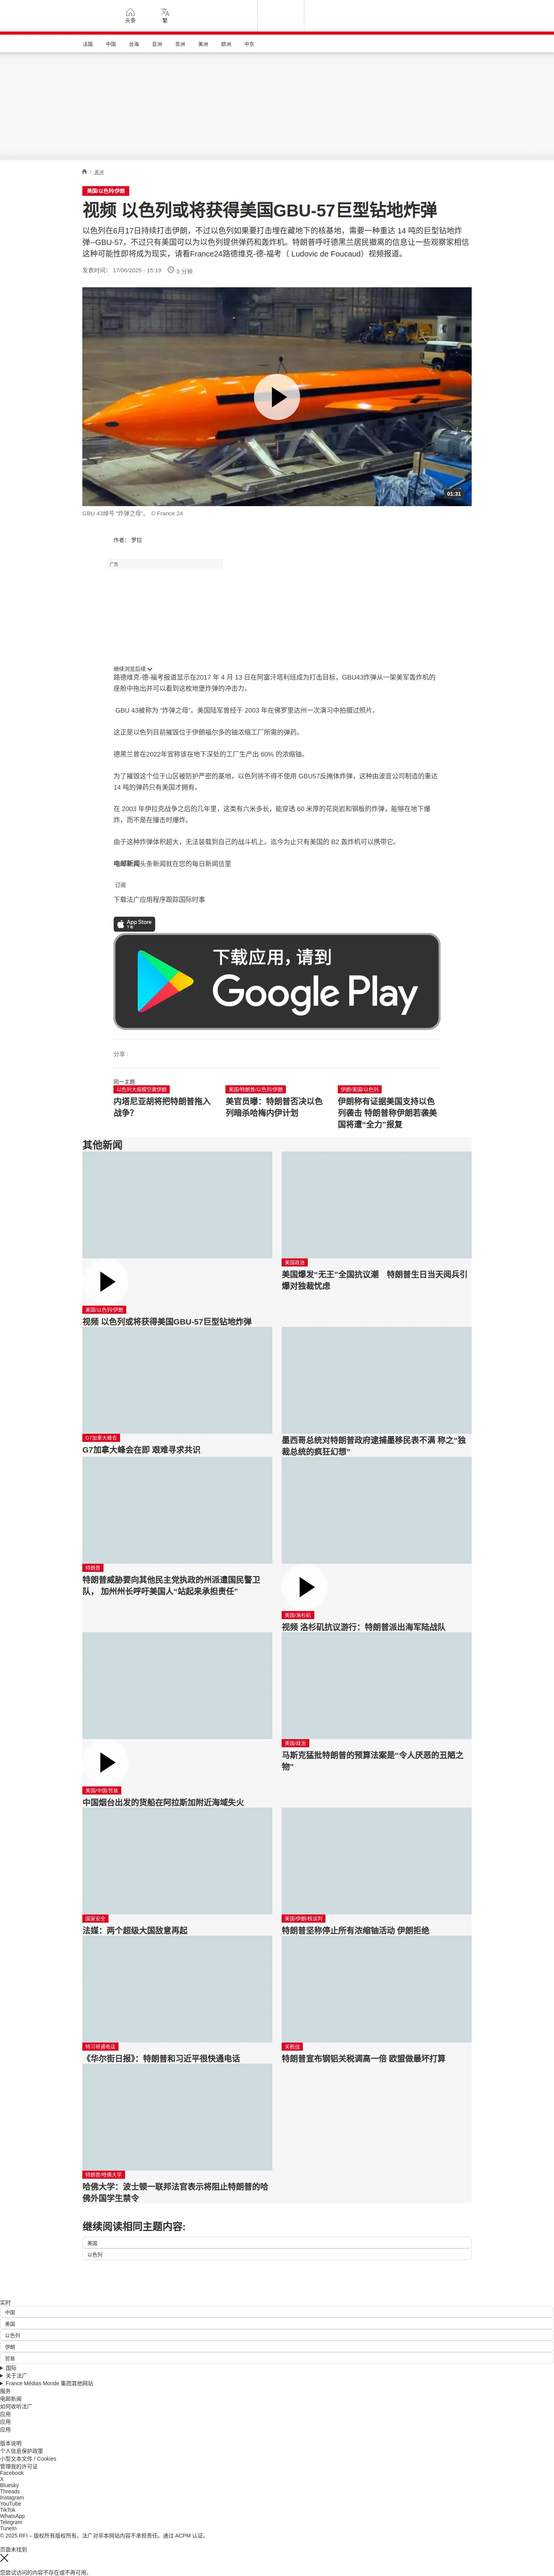 头条
繁
法国
中国
台海
亚洲
非洲
美洲
欧洲
中东
/ 美洲
美国/以色列/伊朗
视频 以色列或将获得美国GBU-57巨型钻地炸弹
以色列在6月17日持续打击伊朗，不过以色列如果要打击埋在藏地下的核基地，需要一种重达 14 吨的巨型钻地炸
弹--GBU-57，不过只有美国可以为以色列提供弹药和轰炸机。特朗普呼吁德黑兰居民撤离的信息让一些观察家相信
这种可能性即将成为现实，请看France24路德维克-德-福考（ Ludovic de Foucaud）视频报道。
发表时间： 17/06/2025 - 15:19
3 分钟
01:31
GBU 43绰号 “炸弹之母”。 © France 24
作者： 罗拉
广告
继续浏览后续
路德维克-德-福考报道显示在2017 年 4 月 13 日在阿富汗塔利班成为打击目标，GBU43炸弹从一架美军轰炸机的
座舱中拖出并可以看到这枚地堡炸弹的冲击力。
GBU 43被称为 “炸弹之母”。美国陆军曾经于 2003 年在佛罗里达州一次演习中拍摄过照片。
这正是以色列目前摧毁位于伊朗福尔多的铀浓缩工厂所需的弹药。
德黑兰曾在2022年宣称该在地下深处的工厂生产出 60% 的浓缩铀。
为了摧毁这个位于山区被防护严密的基地，以色列将不得不使用 GBU57反掩体炸弹，这种由波音公司制造的重达
14 吨的弹药只有美国才拥有。
在 2003 年伊拉克战争之后的几年里，这类有六米多长，能穿透 60 米厚的花岗岩和钢板的炸弹，能够在地下爆
炸，而不是在撞击时爆炸。
由于这种炸弹体积超大，无法装载到自己的战斗机上。迄今为止只有美国的 B2 轰炸机可以携带它。
电邮新闻头条新闻就在您的每日新闻信里
订阅
下载法广应用程序跟踪国际时事
App Store
下载
下载应用，请到
Google Play
分享 :
同一主题
以色列大规模空袭伊朗
内塔尼亚胡将把特朗普拖入
战争？
美国/特朗普/以色列/伊朗
美官员曝：特朗普否决以色
列暗杀哈梅内伊计划
伊朗/美国/以色列
伊朗称有证据美国支持以色
列袭击 特朗普称伊朗若袭美
国将遭“全力”报复
其他新闻
美国/以色列/伊朗
视频 以色列或将获得美国GBU-57巨型钻地炸弹
美国政治
美国爆发“无王”全国抗议潮　特朗普生日当天阅兵引
爆对独裁忧虑
G7加拿大峰会
G7加拿大峰会在即 艰难寻求共识
墨西哥总统对特朗普政府逮捕墨移民表不满 称之“独
裁总统的疯狂幻想”
特朗普
特朗普威胁要向其他民主党执政的州派遣国民警卫
队， 加州州长呼吁美国人“站起来承担责任”
美国/洛杉矶
视频 洛杉矶抗议游行：特朗普派出海军陆战队
美国/中国/贸易
中国烟台出发的货船在阿拉斯加附近海域失火
美国/政治
马斯克猛批特朗普的预算法案是“令人厌恶的丑陋之
物”
国家安全
法媒：两个超级大国敌意再起
美国/伊朗/核谈判
特朗普坚称停止所有浓缩铀活动 伊朗拒绝
特习将通电话
《华尔街日报》：特朗普和习近平很快通电话
关税战
特朗普宣布钢铝关税调高一倍 欧盟做最坏打算
特朗普/哈佛大学
哈佛大学：波士顿一联邦法官表示将阻止特朗普的哈
佛外国学生禁令
继续阅读相同主题内容:
美国
以色列
实时
中国
美国
以色列
伊朗
贸易
国际
关于法广
France Médias Monde 集团其他网站
服务
电邮新闻
如何收听法广
应用
应用
应用
版本说明
个人信息保护政策
小型文本文件 / Cookies
管理我的许可证
Facebook
X
Bluesky
Threads
Instagram
YouTube
TikTok
WhatsApp
Telegram
TuneIn
© 2025 RFI – 版权所有版权所有。法广对非本网站内容不承担责任。通过 ACPM 认证。
页面未找到
您尝试访问的内容不存在或不再可用。